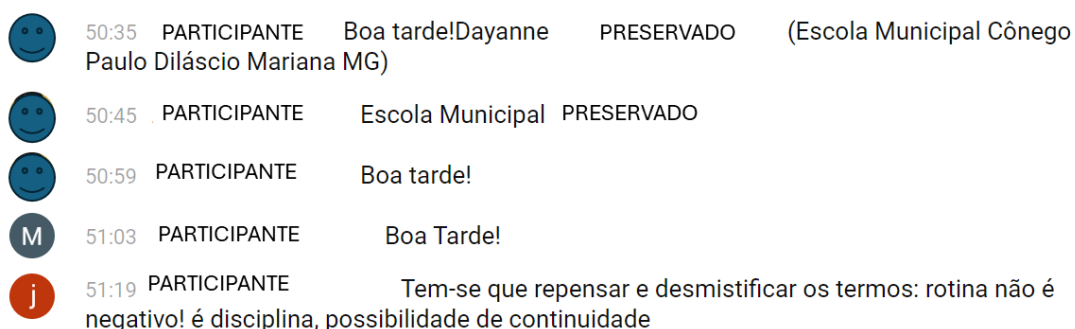 50:35 PARTICIPANTE Boa tarde!Dayanne PRESERVADO (Escola Municipal Cônego
Paulo Diláscio Mariana MG)
50:45 PARTICIPANTE Escola Municipal PRESERVADO
50:59 PARTICIPANTE Boa tarde!
M 51:03 PARTICIPANTE Boa Tarde!
j 51:19 PARTICIPANTE Tem-se que repensar e desmistificar os termos: rotina não é
negativo! é disciplina, possibilidade de continuidade